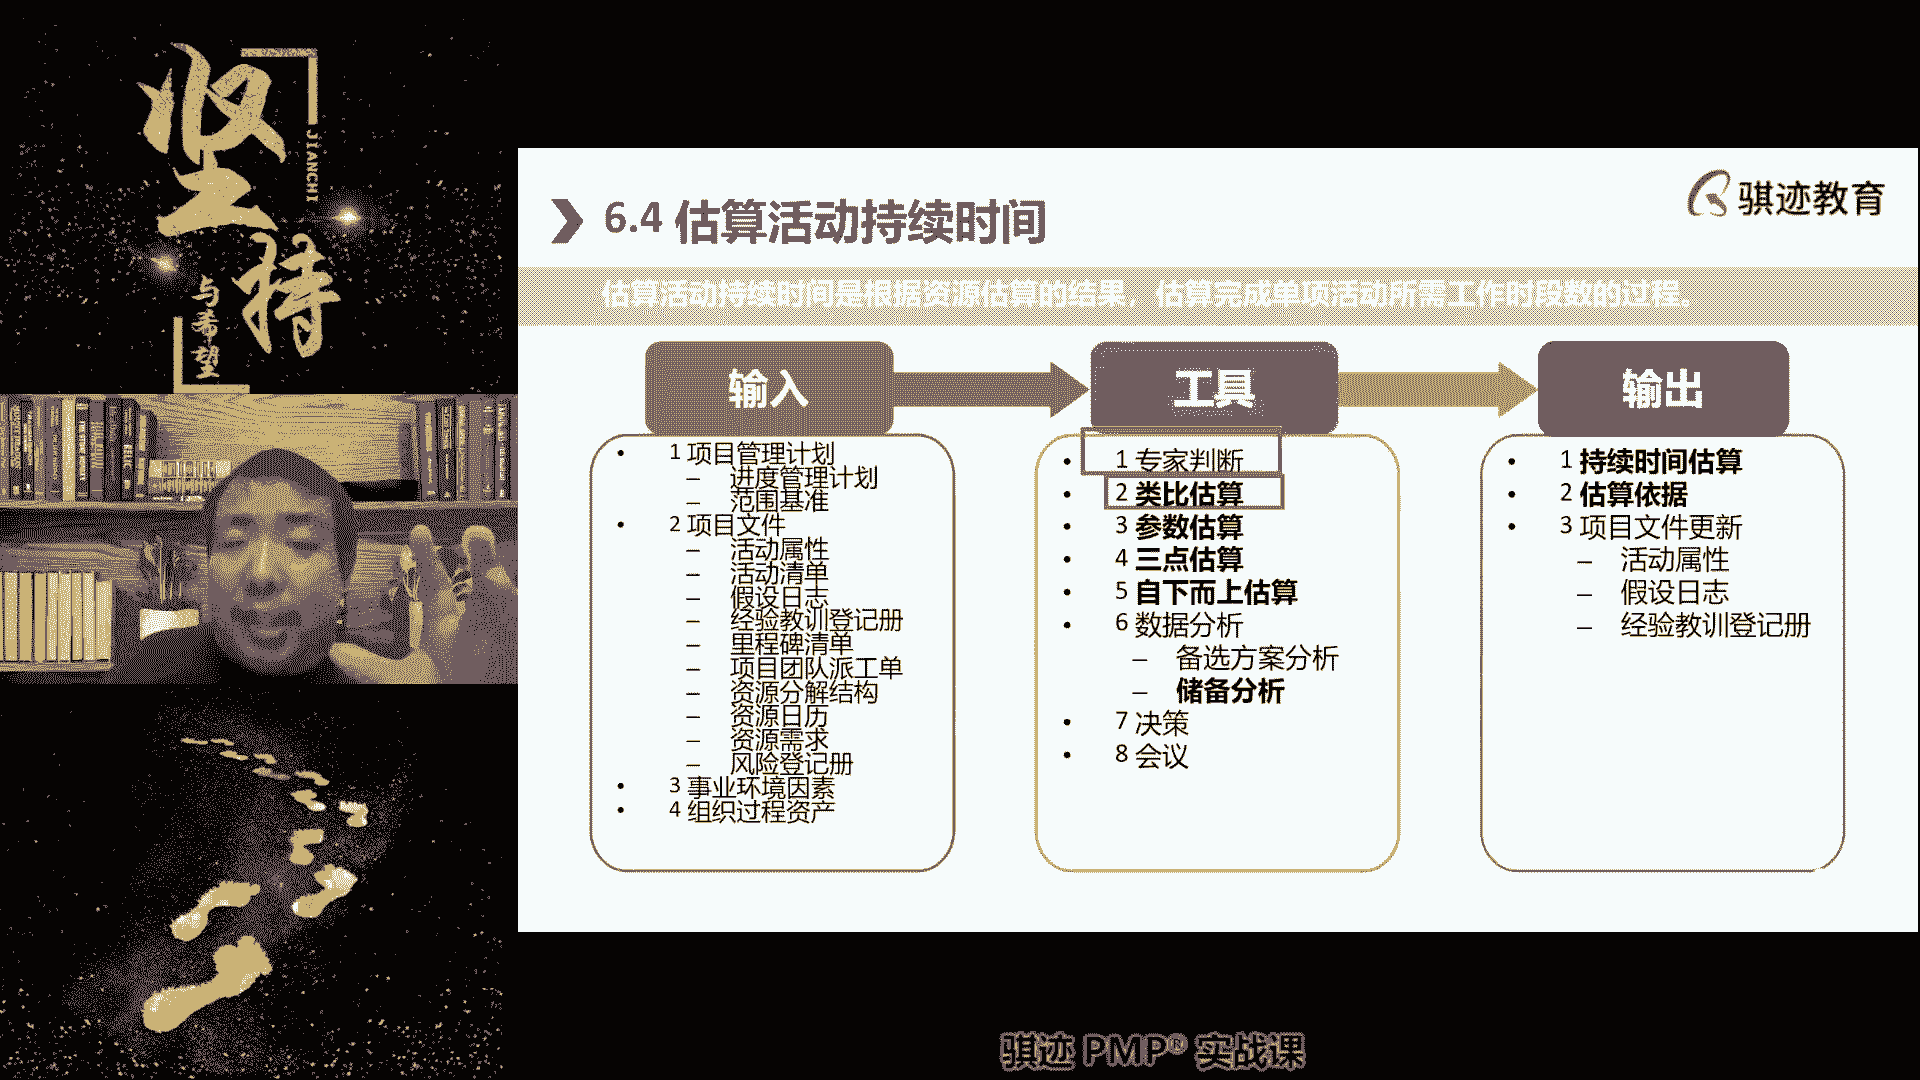 坚持
JIANCHI
与希望
骐迹教育
6.4 估算活动持续时间
估算活动持续时间是根据资源估算的结果，估算完成单项活动所需工作时段数的过程。
输入
• 1 项目管理计划
– 进度管理计划
– 范围基准
• 2 项目文件
– 活动属性
– 活动清单
– 假设日志
– 经验教训登记册
– 里程碑清单
– 项目团队派工单
– 资源分解结构
– 资源日历
– 资源需求
– 风险登记册
• 3 事业环境因素
• 4 组织过程资产
工具
• 1 专家判断
• 2 类比估算
• 3 参数估算
• 4 三点估算
• 5 自下而上估算
• 6 数据分析
– 备选方案分析
– 储备分析
• 7 决策
• 8 会议
输出
• 1 持续时间估算
• 2 估算依据
• 3 项目文件更新
– 活动属性
– 假设日志
– 经验教训登记册
骐迹 PMP® 实战课